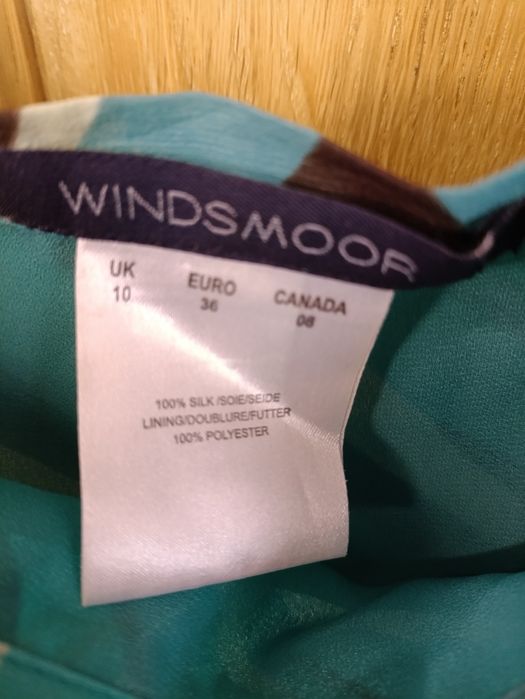 WINDSMOOR
UK EURO CANADA
10 36 08
100% SILK /SOIE/SEIDE
LINING/DOUBLURE/FUTTER
100% POLYESTER